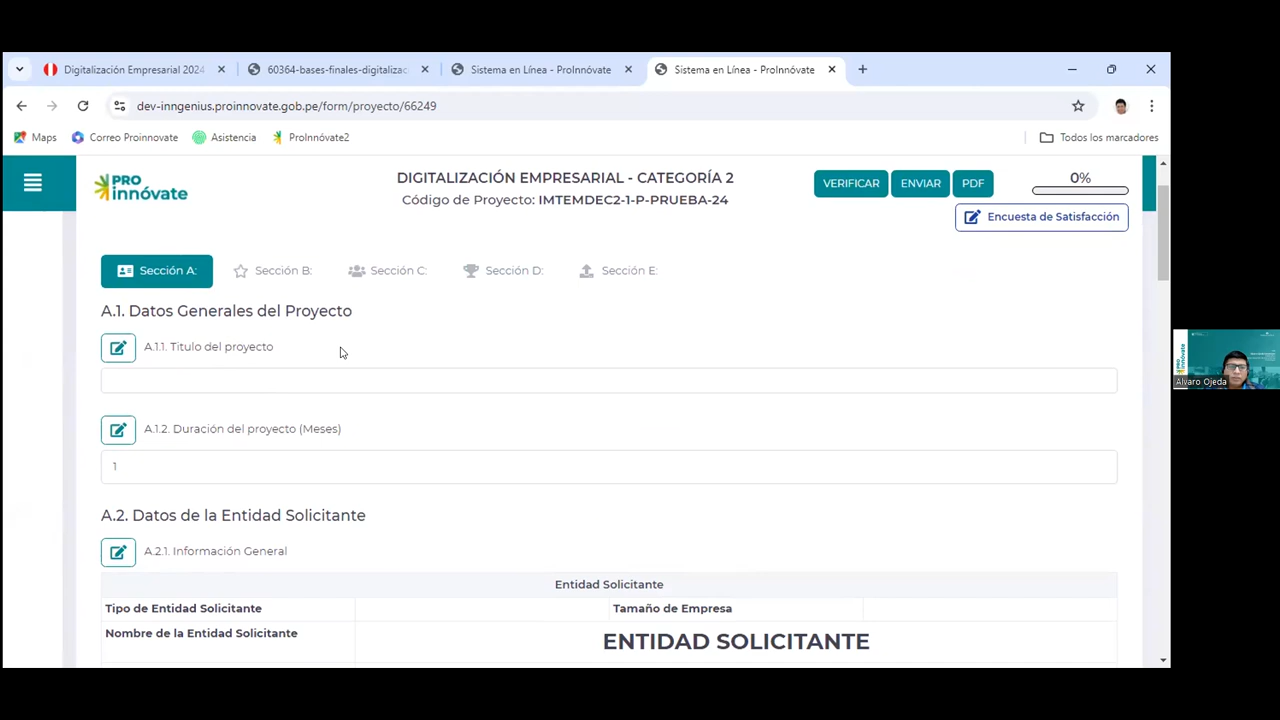 Digitalización Empresarial 2024
60364-bases-finales-digitalizac
Sistema en Línea - ProInnóvate
Sistema en Línea - ProInnóvate
dev-inngenius.proinnovate.gob.pe/form/proyecto/66249
Maps
Correo Proinnovate
Asistencia
ProInnóvate2
Todos los marcadores
PRO
innóvate
DIGITALIZACIÓN EMPRESARIAL - CATEGORÍA 2
Código de Proyecto: IMTEMDEC2-1-P-PRUEBA-24
VERIFICAR
ENVIAR
PDF
0%
Encuesta de Satisfacción
Sección A:
Sección B:
Sección C:
Sección D:
Sección E:
A.1. Datos Generales del Proyecto
A.1.1. Titulo del proyecto
A.1.2. Duración del proyecto (Meses)
1
A.2. Datos de la Entidad Solicitante
A.2.1. Información General
Entidad Solicitante
Tipo de Entidad Solicitante
Tamaño de Empresa
Nombre de la Entidad Solicitante
ENTIDAD SOLICITANTE
PRO
innóvate
Alvaro Ojeda